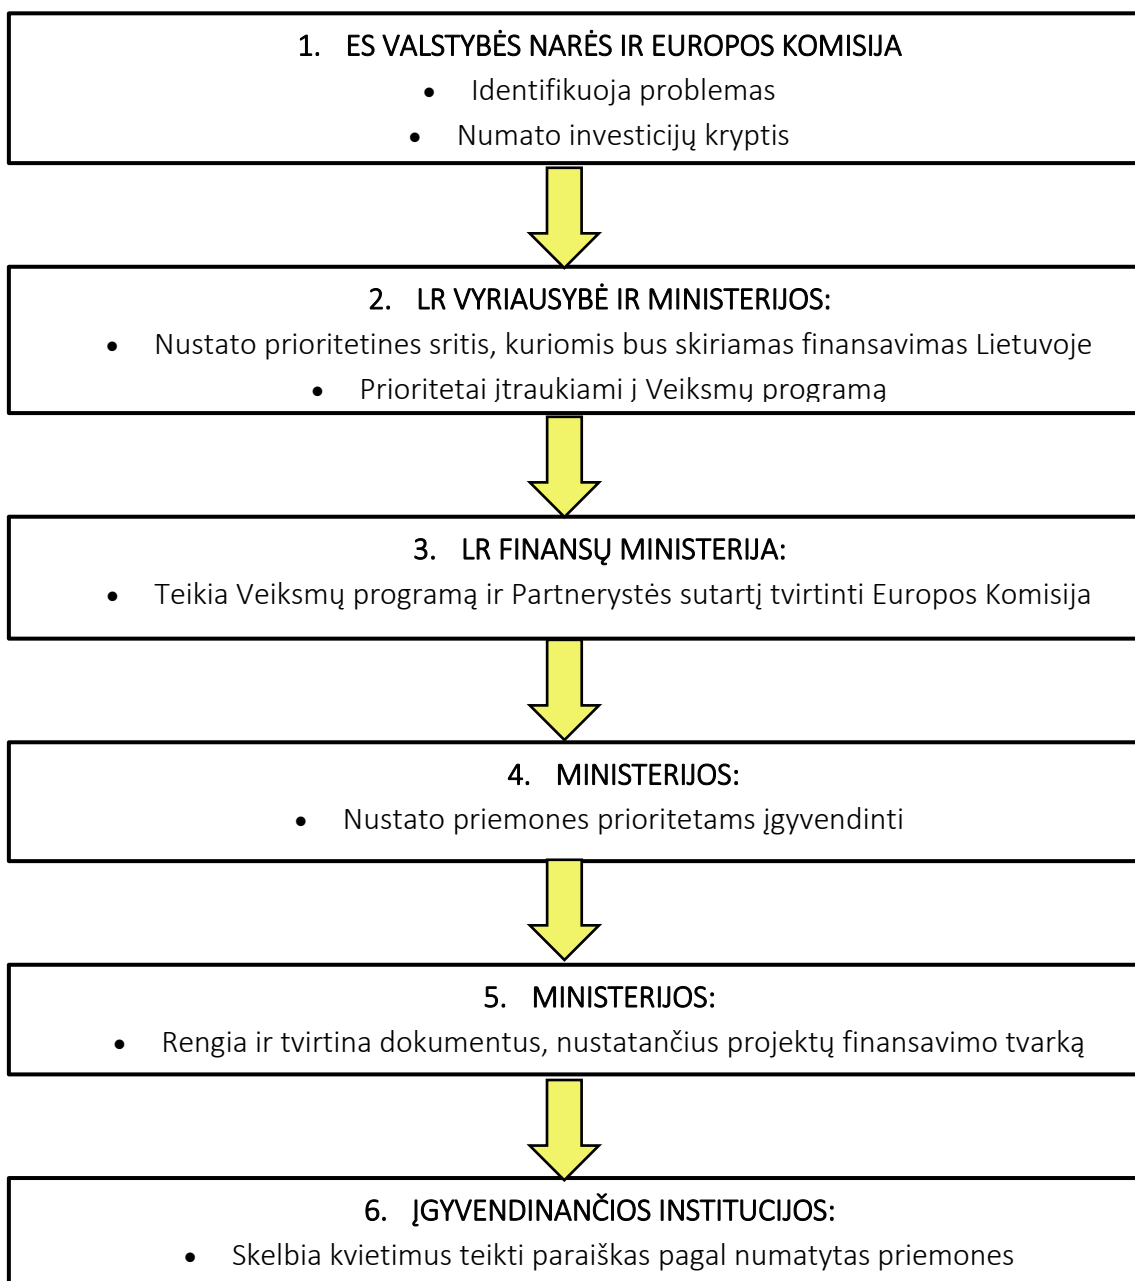 1. ES VALSTYBĖS NARĖS IR EUROPOS KOMISIJA
• Identifikuoja problemas
• Numato investicijų kryptis
2. LR VYRIAUSYBĖ IR MINISTERIJOS:
• Nustato prioritetines sritis, kuriomis bus skiriamas finansavimas Lietuvoje
• Prioritetai įtraukiami į Veiksmų programą
3. LR FINANSŲ MINISTERIJA:
• Teikia Veiksmų programą ir Partnerystės sutartį tvirtinti Europos Komisija
4. MINISTERIJOS:
• Nustato priemones prioritetams įgyvendinti
5. MINISTERIJOS:
• Rengia ir tvirtina dokumentus, nustatančius projektų finansavimo tvarką
6. ĮGYVENDINANČIOS INSTITUCIJOS:
• Skelbia kvietimus teikti paraiškas pagal numatytas priemones